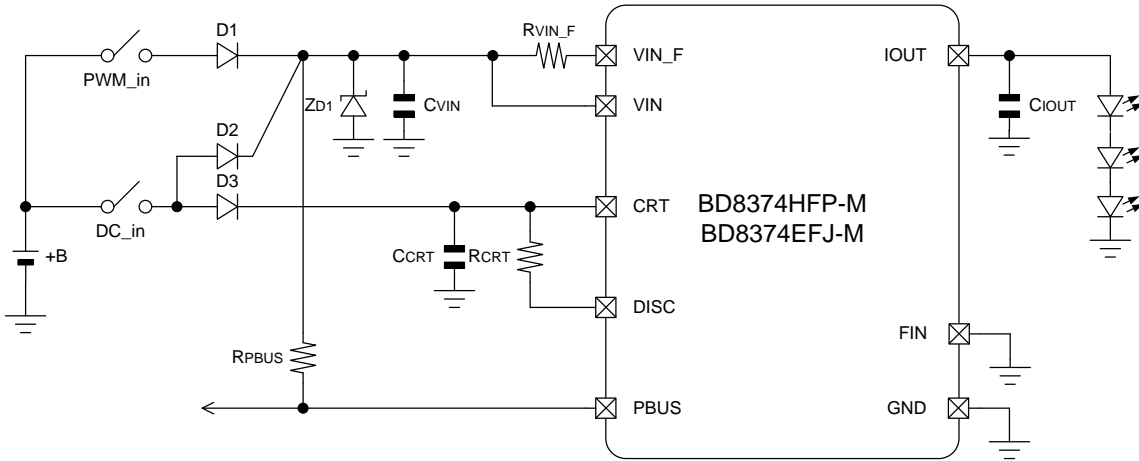 D1
RVIN_F
VIN_F
IOUT
PWM_in
ZD1
CVIN
VIN
CIOUT
D2
D3
CRT
BD8374HFP-M
BD8374EFJ-M
DC_in
+B
CCRT
RCRT
DISC
FIN
RPBUS
PBUS
GND